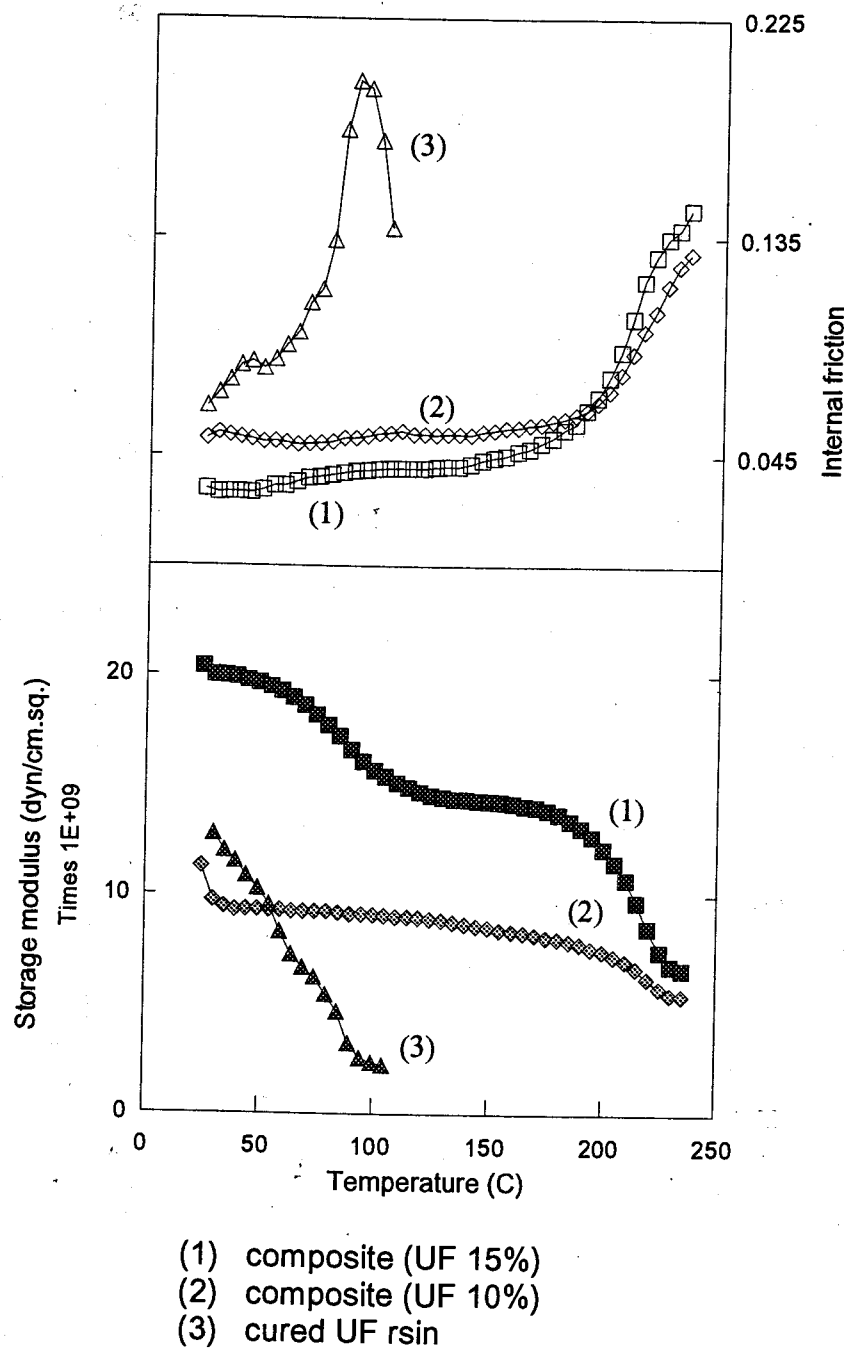 0.225
(3)
0.135
Internal friction
(2)
0.045
(1)
Storage modulus (dyn/cm.sq.)
Times 1E+09
20
(1)
10
(2)
(3)
0
0 50 100 150 200 250
Temperature (C)
(1) composite (UF 15%)
(2) composite (UF 10%)
(3) cured UF rsin